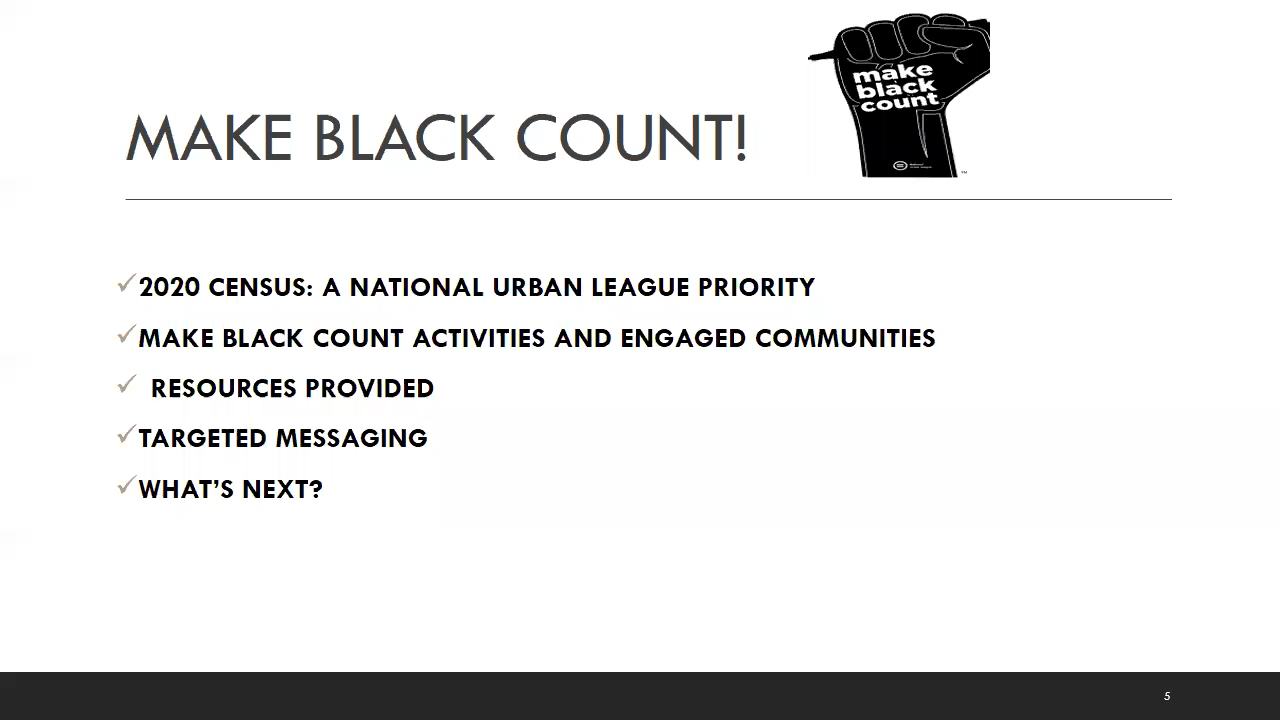 make
black
count
TM
MAKE BLACK COUNT!
2020 CENSUS: A NATIONAL URBAN LEAGUE PRIORITY
MAKE BLACK COUNT ACTIVITIES AND ENGAGED COMMUNITIES
RESOURCES PROVIDED
TARGETED MESSAGING
WHAT’S NEXT?
5